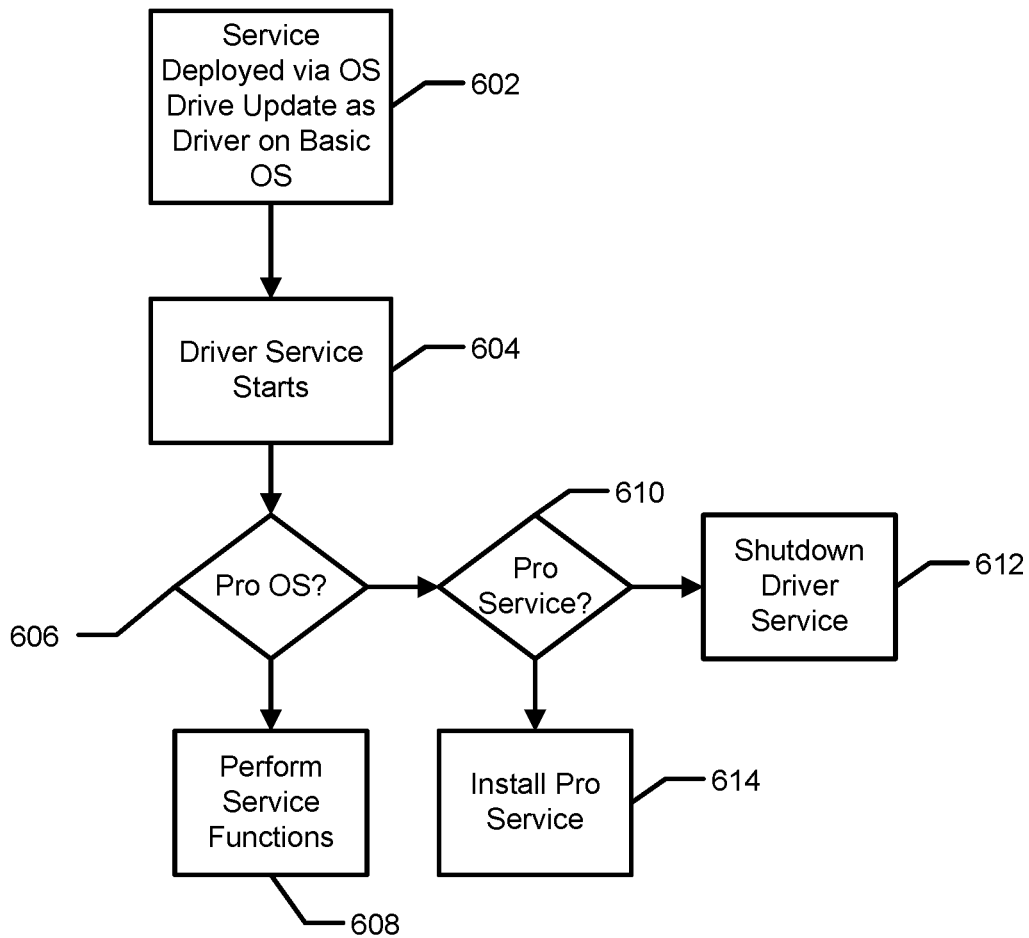 Service
Deployed via OS
Drive Update as
Driver on Basic
OS
602
Driver Service
Starts
604
Pro OS?
606
Pro
Service?
610
Shutdown
Driver
Service
612
Perform
Service
Functions
608
Install Pro
Service
614